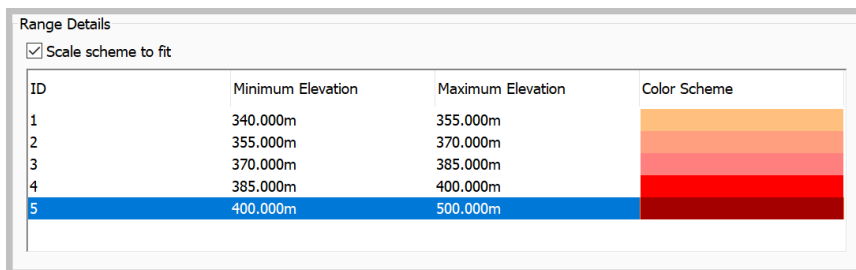 Range Details
Scale scheme to fit
ID Minimum Elevation Maximum Elevation Color Scheme
1 340.000m 355.000m
2 355.000m 370.000m
3 370.000m 385.000m
4 385.000m 400.000m
5 400.000m 500.000m